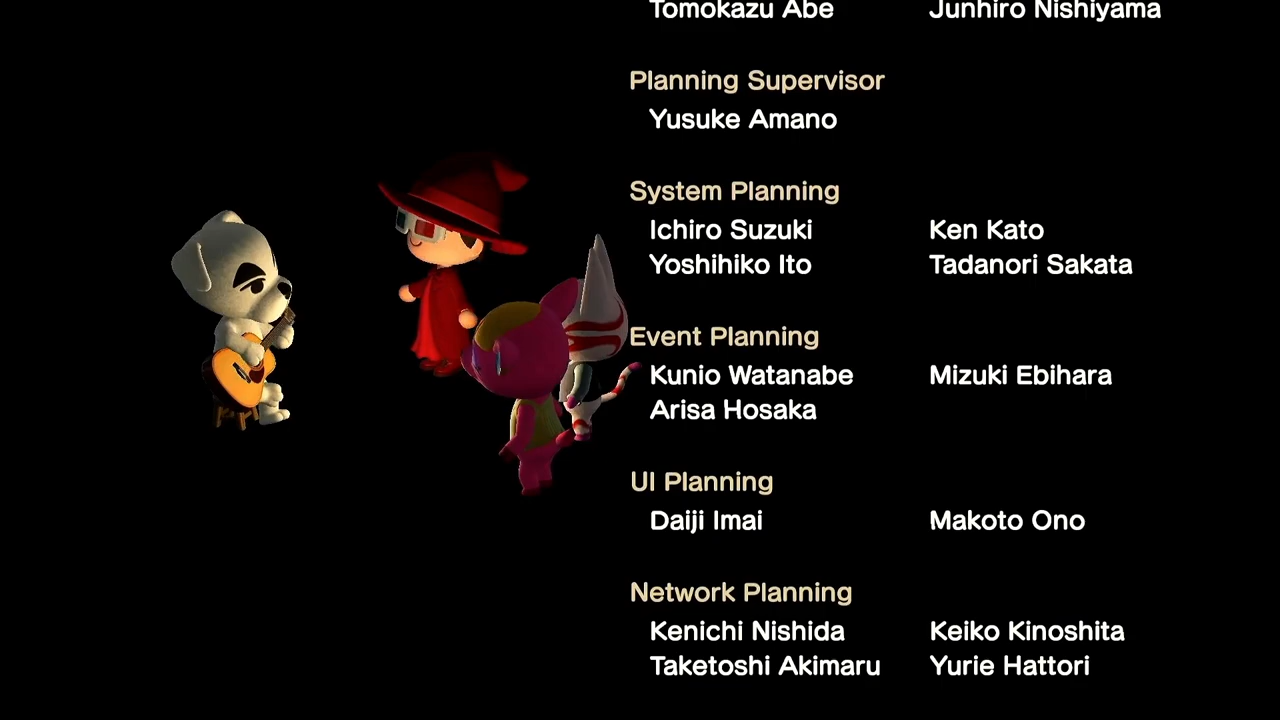 Tomokazu Abe Junhiro Nishiyama
Planning Supervisor
Yusuke Amano
System Planning
Ichiro Suzuki Ken Kato
Yoshihiko Ito Tadanori Sakata
Event Planning
Kunio Watanabe Mizuki Ebihara
Arisa Hosaka
UI Planning
Daiji Imai Makoto Ono
Network Planning
Kenichi Nishida Keiko Kinoshita
Taketoshi Akimaru Yurie Hattori